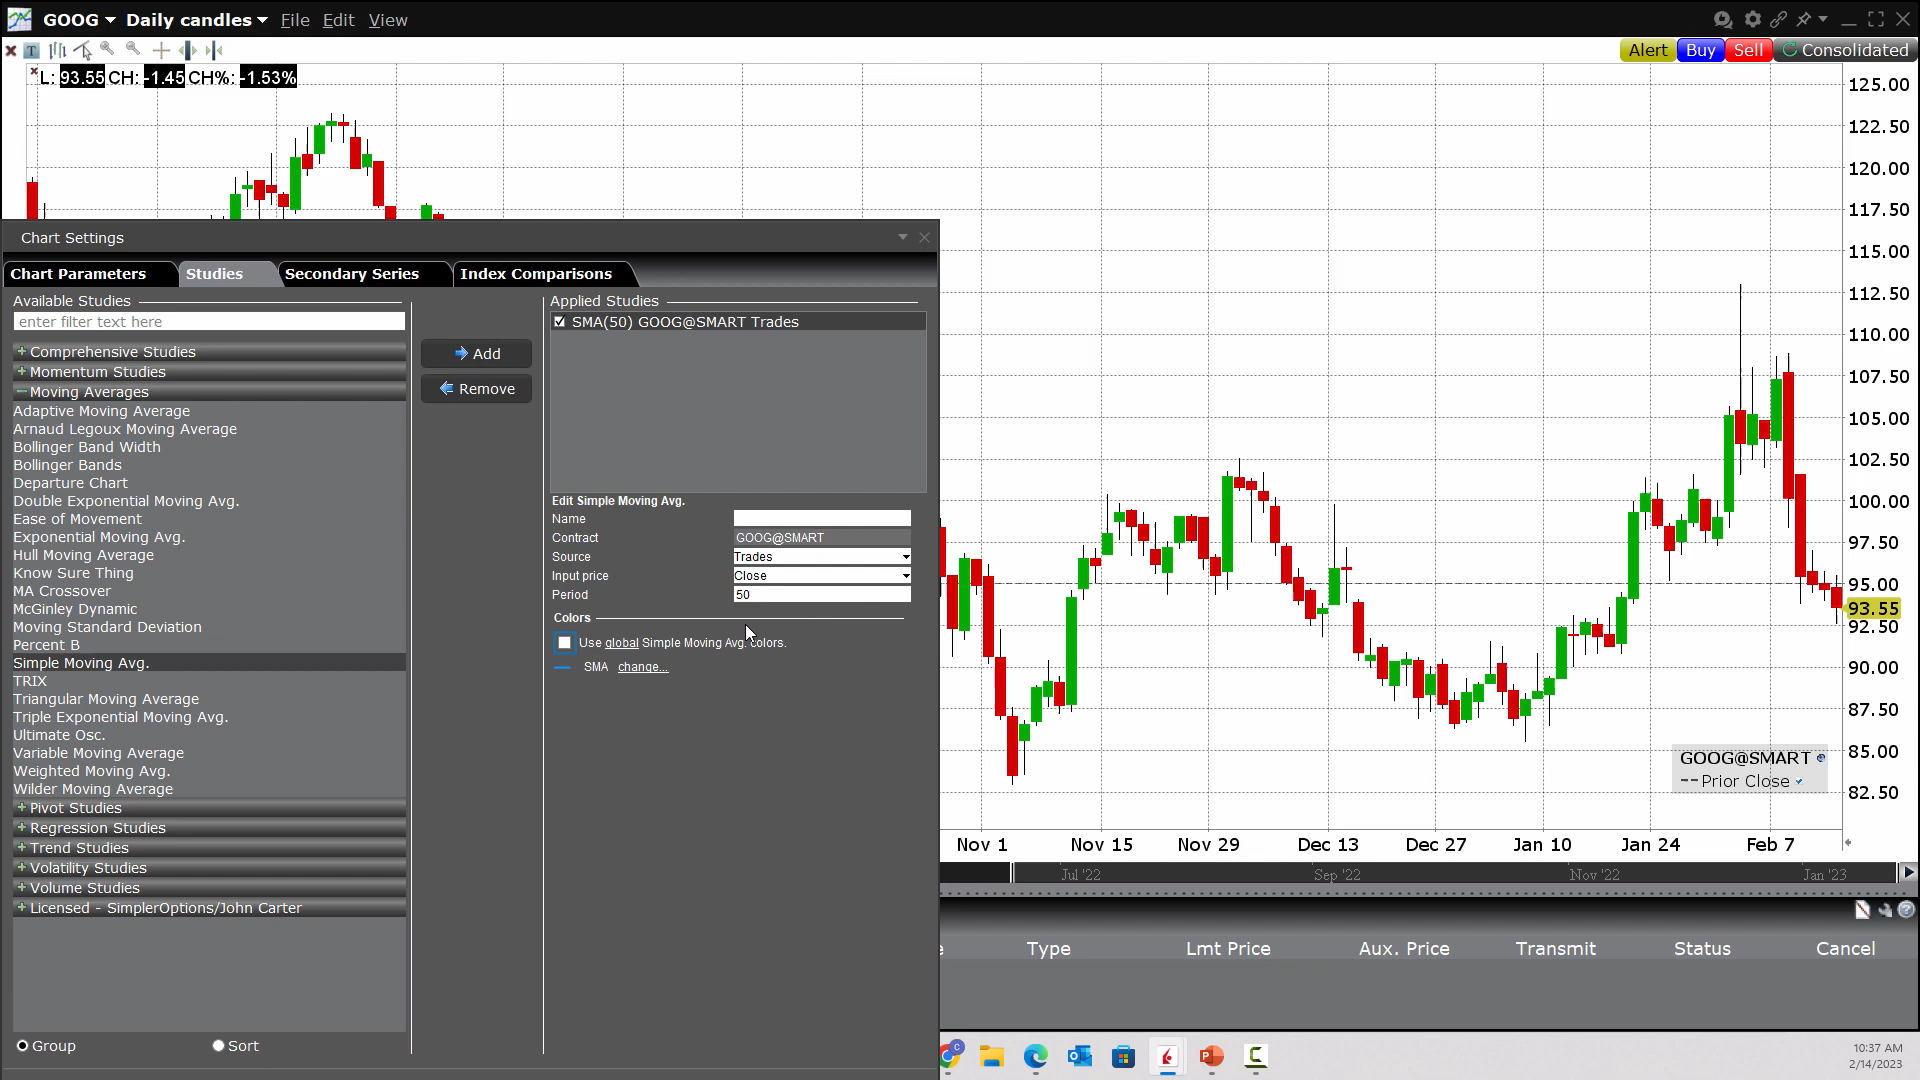 GOOG Daily candles File Edit View
Alert Buy Sell Consolidated
L: 93.55 CH: -1.45 CH%: -1.53%
125.00
122.50
120.00
117.50
115.00
112.50
110.00
107.50
105.00
102.50
100.00
97.50
95.00
93.55
92.50
90.00
87.50
85.00
82.50
Chart Settings
Chart Parameters Studies Secondary Series Index Comparisons
Available Studies
enter filter text here
Comprehensive Studies
Momentum Studies
Moving Averages
Adaptive Moving Average
Arnaud Legoux Moving Average
Bollinger Band Width
Bollinger Bands
Departure Chart
Double Exponential Moving Avg.
Ease of Movement
Exponential Moving Avg.
Hull Moving Average
Know Sure Thing
MA Crossover
McGinley Dynamic
Moving Standard Deviation
Percent B
Simple Moving Avg.
TRIX
Triangular Moving Average
Triple Exponential Moving Avg.
Ultimate Osc.
Variable Moving Average
Weighted Moving Avg.
Wilder Moving Average
Pivot Studies
Regression Studies
Trend Studies
Volatility Studies
Volume Studies
Licensed - SimplerOptions/John Carter
Group Sort
Add
Remove
Applied Studies
SMA(50) GOOG@SMART Trades
Edit Simple Moving Avg.
Name
Contract GOOG@SMART
Source Trades
Input price Close
Period 50
Colors
Use global Simple Moving Avg. colors.
SMA change...
GOOG@SMART
Prior Close
Nov 1 Nov 15 Nov 29 Dec 13 Dec 27 Jan 10 Jan 24 Feb 7
Jul '22 Sep '22 Nov '22 Jan '23
Type Lmt Price Aux. Price Transmit Status Cancel
10:37 AM
2/14/2023